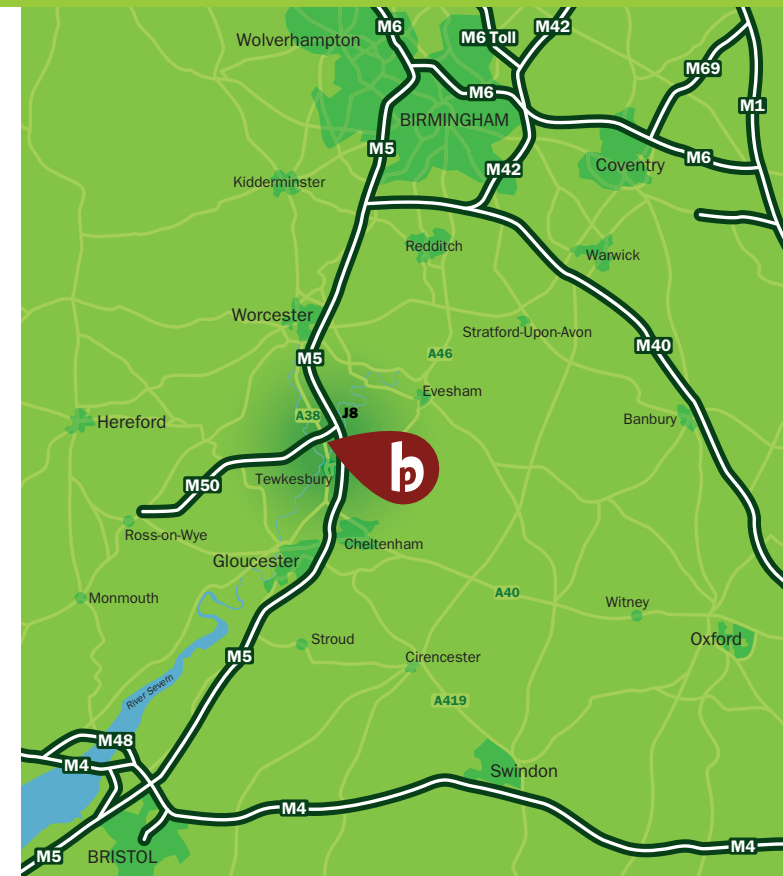 M6
M42
M6 Toll
Wolverhampton
M69
M6
M1
BIRMINGHAM
M5
M6
Coventry
M42
Kidderminster
Redditch
Warwick
Worcester
Stratford-Upon-Avon
M40
A46
M5
Evesham
A38
J8
Hereford
Banbury
bp
Tewkesbury
M50
Ross-on-Wye
Cheltenham
Gloucester
A40
Monmouth
Witney
Stroud
Oxford
M5
Cirencester
River Severn
A419
M48
M4
Swindon
M4
M4
M5
BRISTOL